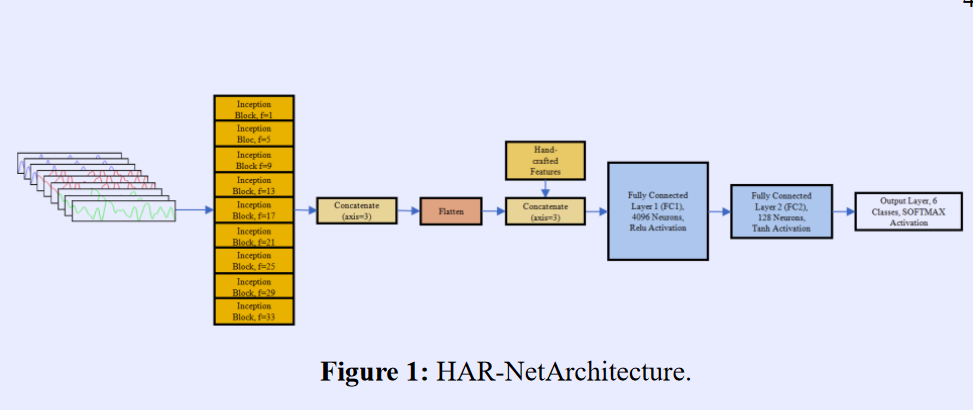 Inception
Block, f=1
Inception
Bloc, f=5
Inception
Block f=9
Inception
Block, f=13
Inception
Block, f=17
Inception
Block, f=21
Inception
Block, f=25
Inception
Block, f=29
Inception
Block, f=33
Concatenate
(axis=3)
Flatten
Hand-
crafted
Features
Concatenate
(axis=3)
Fully Connected
Layer 1 (FC1),
4096 Neurons,
Relu Activation
Fully Connected
Layer 2 (FC2),
128 Neurons,
Tanh Activation
Output Layer, 6
Classes, SOFTMAX
Activation
Figure 1: HAR-NetArchitecture.